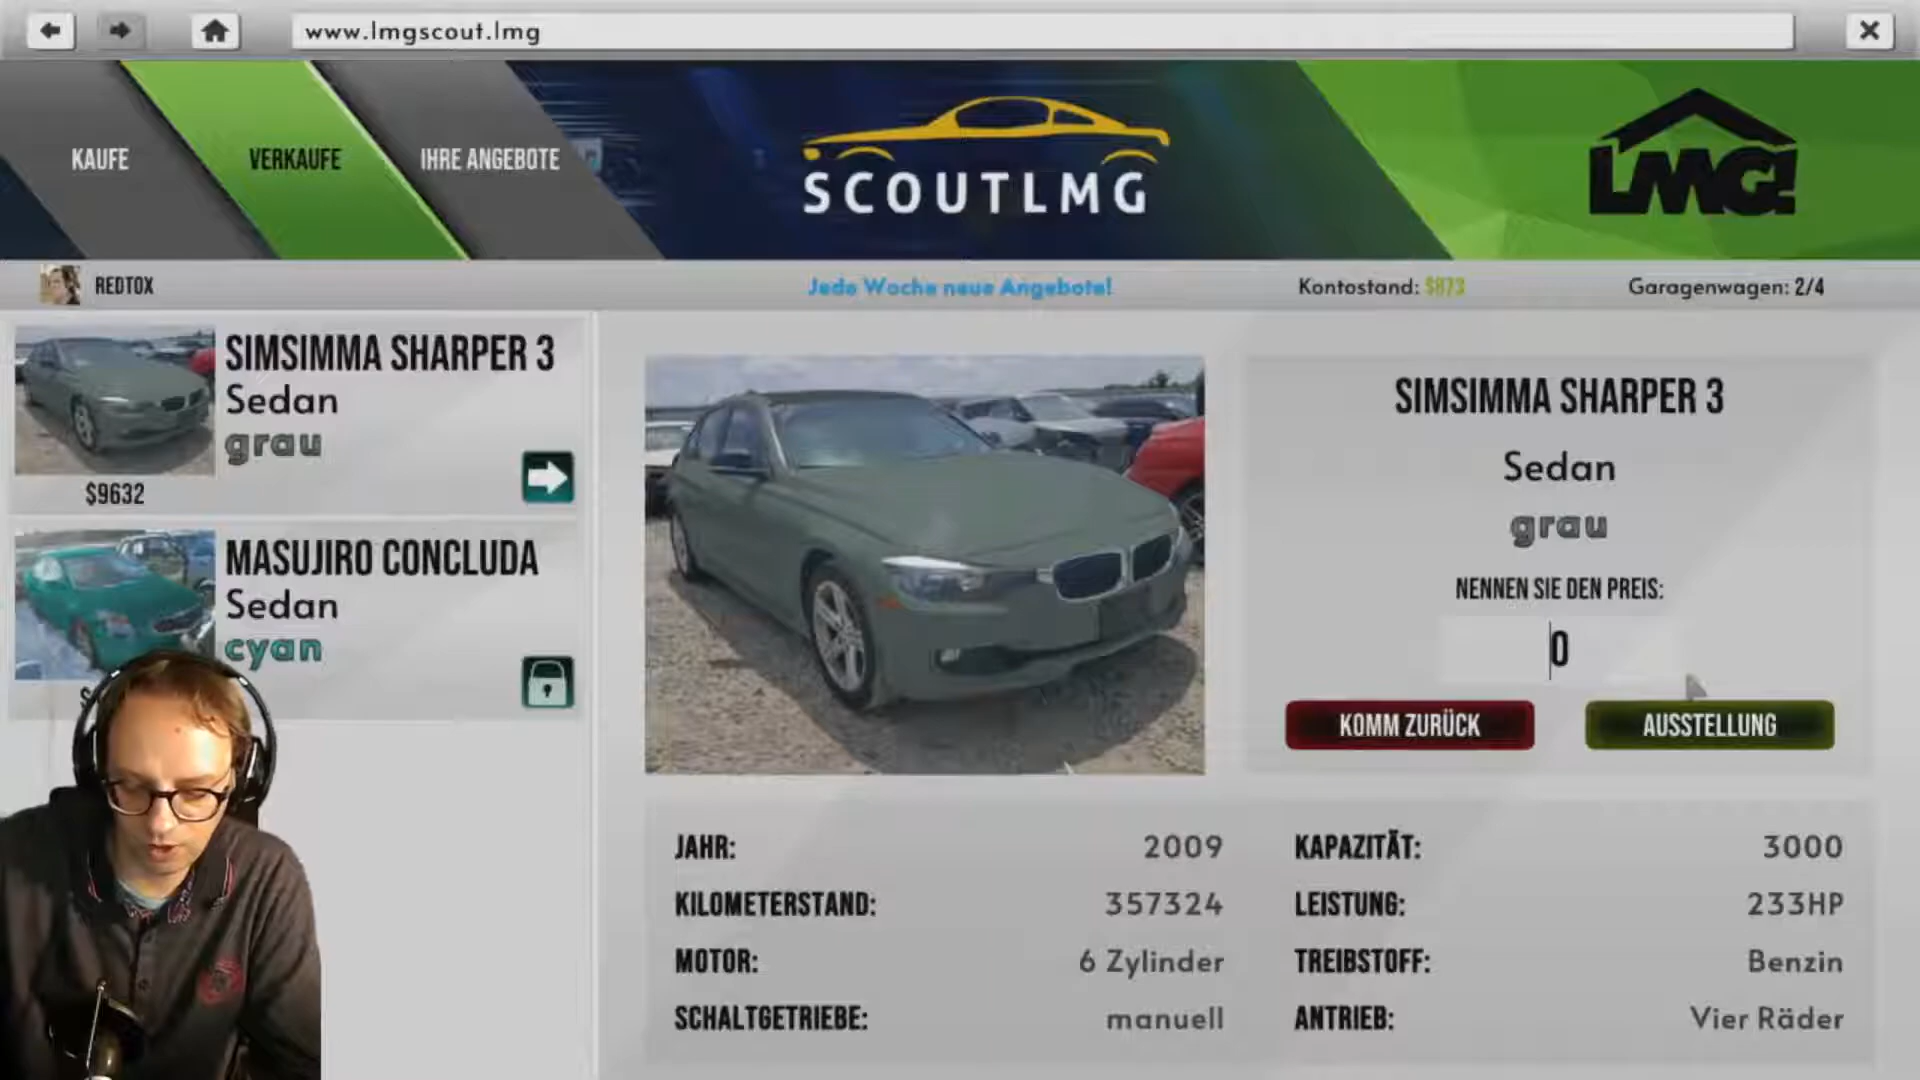 www.lmgscout.lmg
KAUFE
VERKAUFE
IHRE ANGEBOTE
SCOUTLMG
LMG!
REDTOX
Jede Woche neue Angebote!
Kontostand: $873
Garagenwagen: 2/4
SIMSIMMA SHARPER 3
Sedan
grau
$9632
MASUJIRO CONCLUDA
Sedan
cyan
SIMSIMMA SHARPER 3
Sedan
grau
NENNEN SIE DEN PREIS:
0
KOMM ZURÜCK
AUSSTELLUNG
JAHR: 2009
KILOMETERSTAND: 357324
MOTOR: 6 Zylinder
SCHALTGETRIEBE: manuell
KAPAZITÄT: 3000
LEISTUNG: 233HP
TREIBSTOFF: Benzin
ANTRIEB: Vier Räder